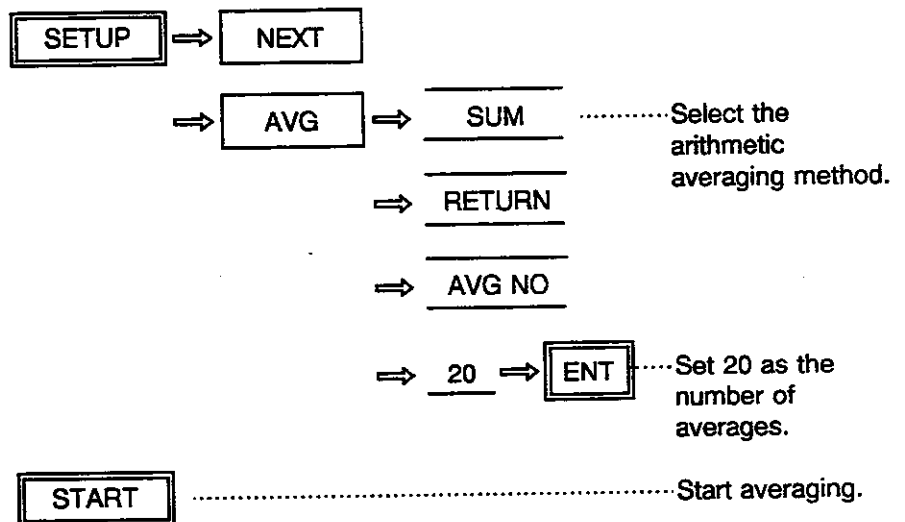 SETUP NEXT
AVG SUM Select the
arithmetic
averaging method.
RETURN
AVG NO
20 ENT Set 20 as the
number of
averages.
START Start averaging.